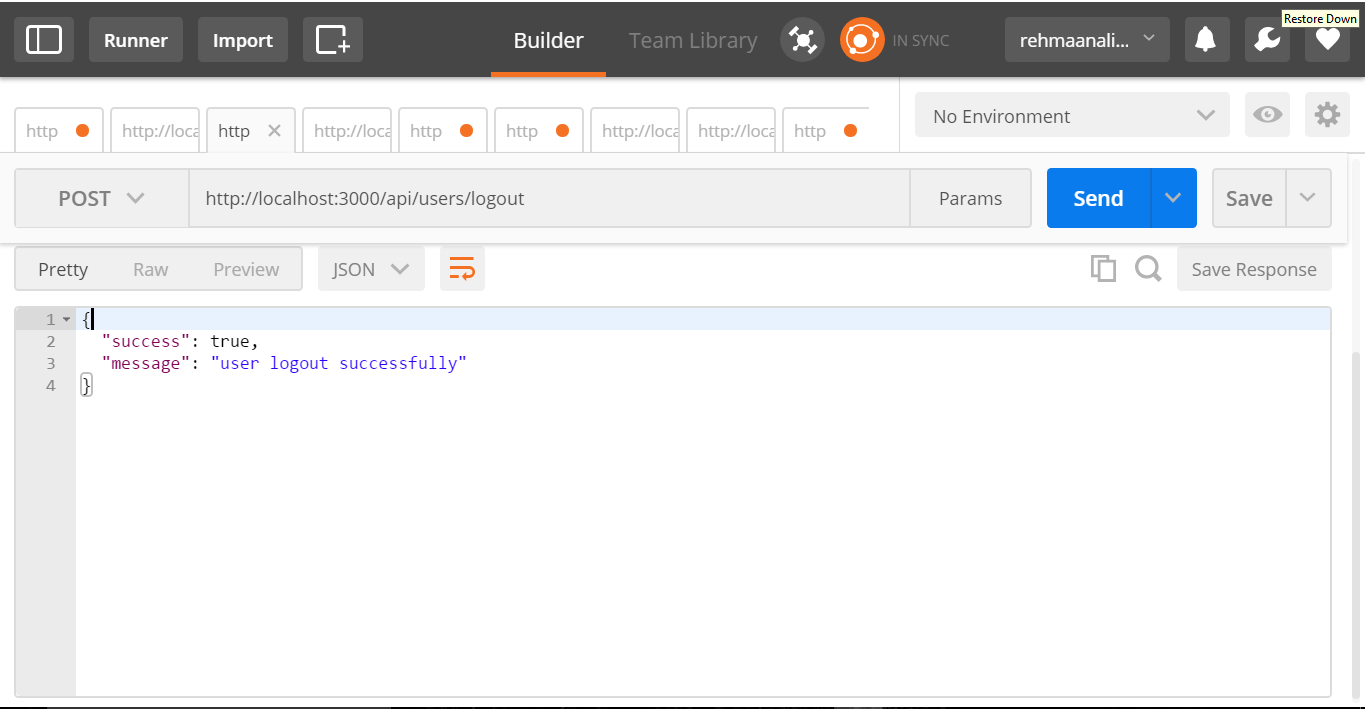 Restore Down
Runner Import Builder Team Library IN SYNC rehmaanali...
http http://loca http http://loca http http http://loca http://loca http No Environment
POST http://localhost:3000/api/users/logout Params Send Save
Pretty Raw Preview JSON Save Response
1 {
2 "success": true,
3 "message": "user logout successfully"
4 }